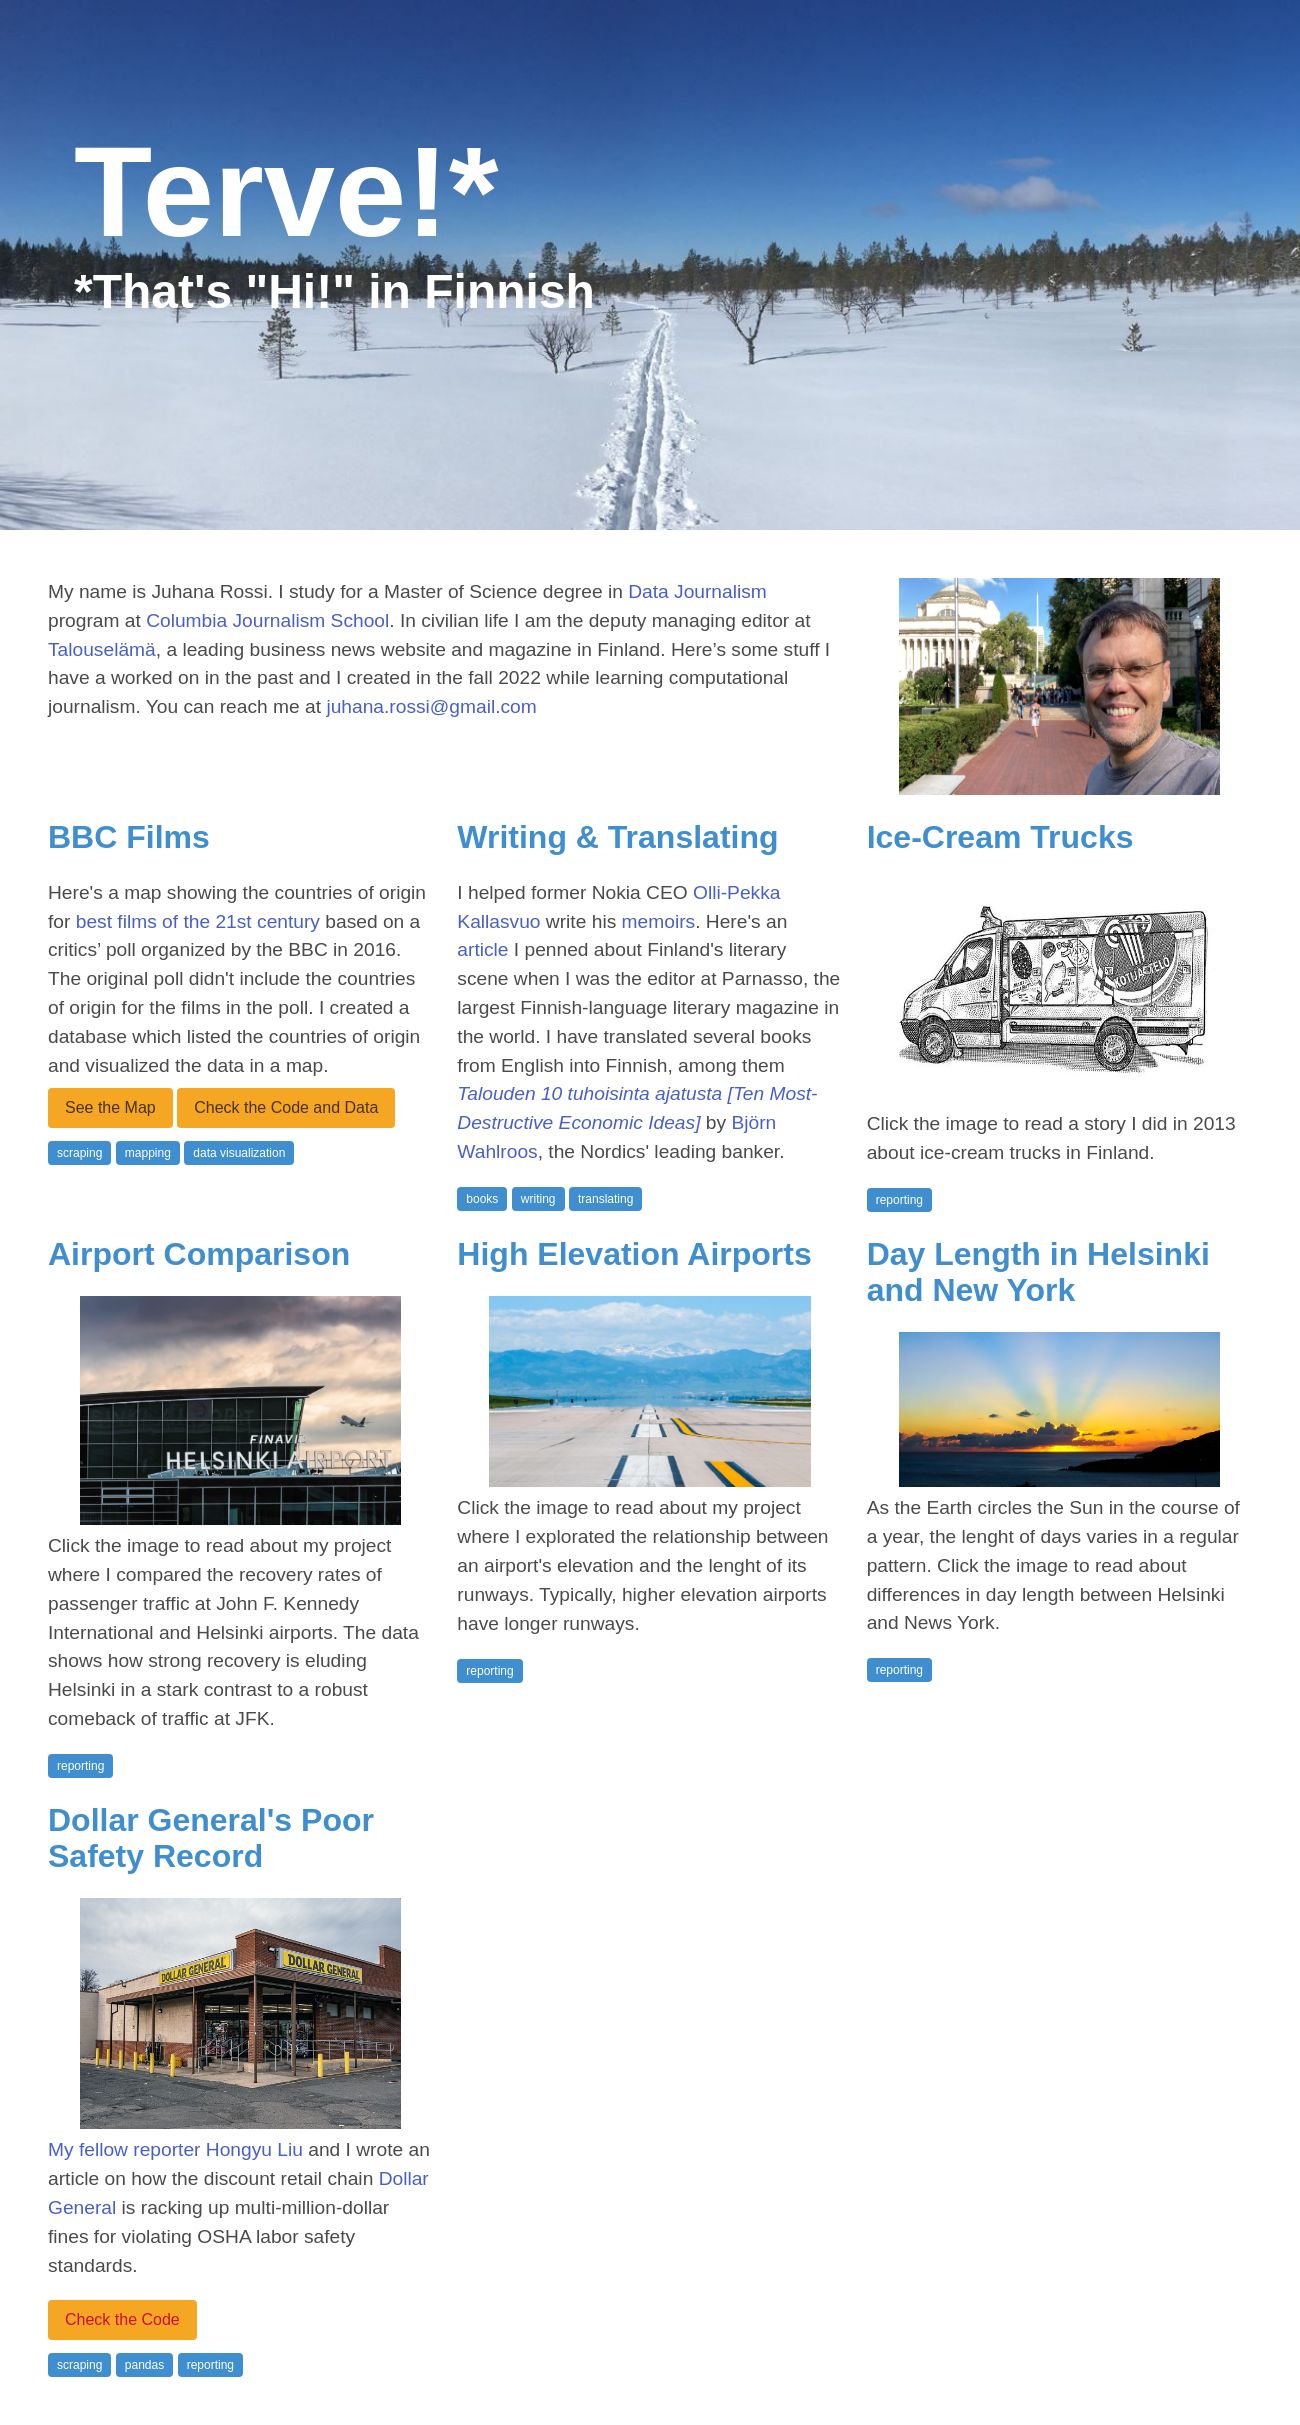 Terve!*
*That's "Hi!" in Finnish
My name is Juhana Rossi. I study for a Master of Science degree in Data Journalism
program at Columbia Journalism School. In civilian life I am the deputy managing editor at
Talouselämä, a leading business news website and magazine in Finland. Here’s some stuff I
have a worked on in the past and I created in the fall 2022 while learning computational
journalism. You can reach me at juhana.rossi@gmail.com
BBC Films
Here's a map showing the countries of origin
for best films of the 21st century based on a
critics’ poll organized by the BBC in 2016.
The original poll didn't include the countries
of origin for the films in the poll. I created a
database which listed the countries of origin
and visualized the data in a map.
See the Map
Check the Code and Data
scraping
mapping
data visualization
Writing & Translating
I helped former Nokia CEO Olli-Pekka
Kallasvuo write his memoirs. Here's an
article I penned about Finland's literary
scene when I was the editor at Parnasso, the
largest Finnish-language literary magazine in
the world. I have translated several books
from English into Finnish, among them
Talouden 10 tuhoisinta ajatusta [Ten Most-
Destructive Economic Ideas] by Björn
Wahlroos, the Nordics' leading banker.
books
writing
translating
Ice-Cream Trucks
Click the image to read a story I did in 2013
about ice-cream trucks in Finland.
reporting
Airport Comparison
FINAVIA
HELSINKI AIRPORT
Click the image to read about my project
where I compared the recovery rates of
passenger traffic at John F. Kennedy
International and Helsinki airports. The data
shows how strong recovery is eluding
Helsinki in a stark contrast to a robust
comeback of traffic at JFK.
reporting
High Elevation Airports
Click the image to read about my project
where I explorated the relationship between
an airport's elevation and the lenght of its
runways. Typically, higher elevation airports
have longer runways.
reporting
Day Length in Helsinki
and New York
As the Earth circles the Sun in the course of
a year, the lenght of days varies in a regular
pattern. Click the image to read about
differences in day length between Helsinki
and News York.
reporting
Dollar General's Poor
Safety Record
DOLLAR GENERAL
DOLLAR GENERAL
My fellow reporter Hongyu Liu and I wrote an
article on how the discount retail chain Dollar
General is racking up multi-million-dollar
fines for violating OSHA labor safety
standards.
Check the Code
scraping
pandas
reporting